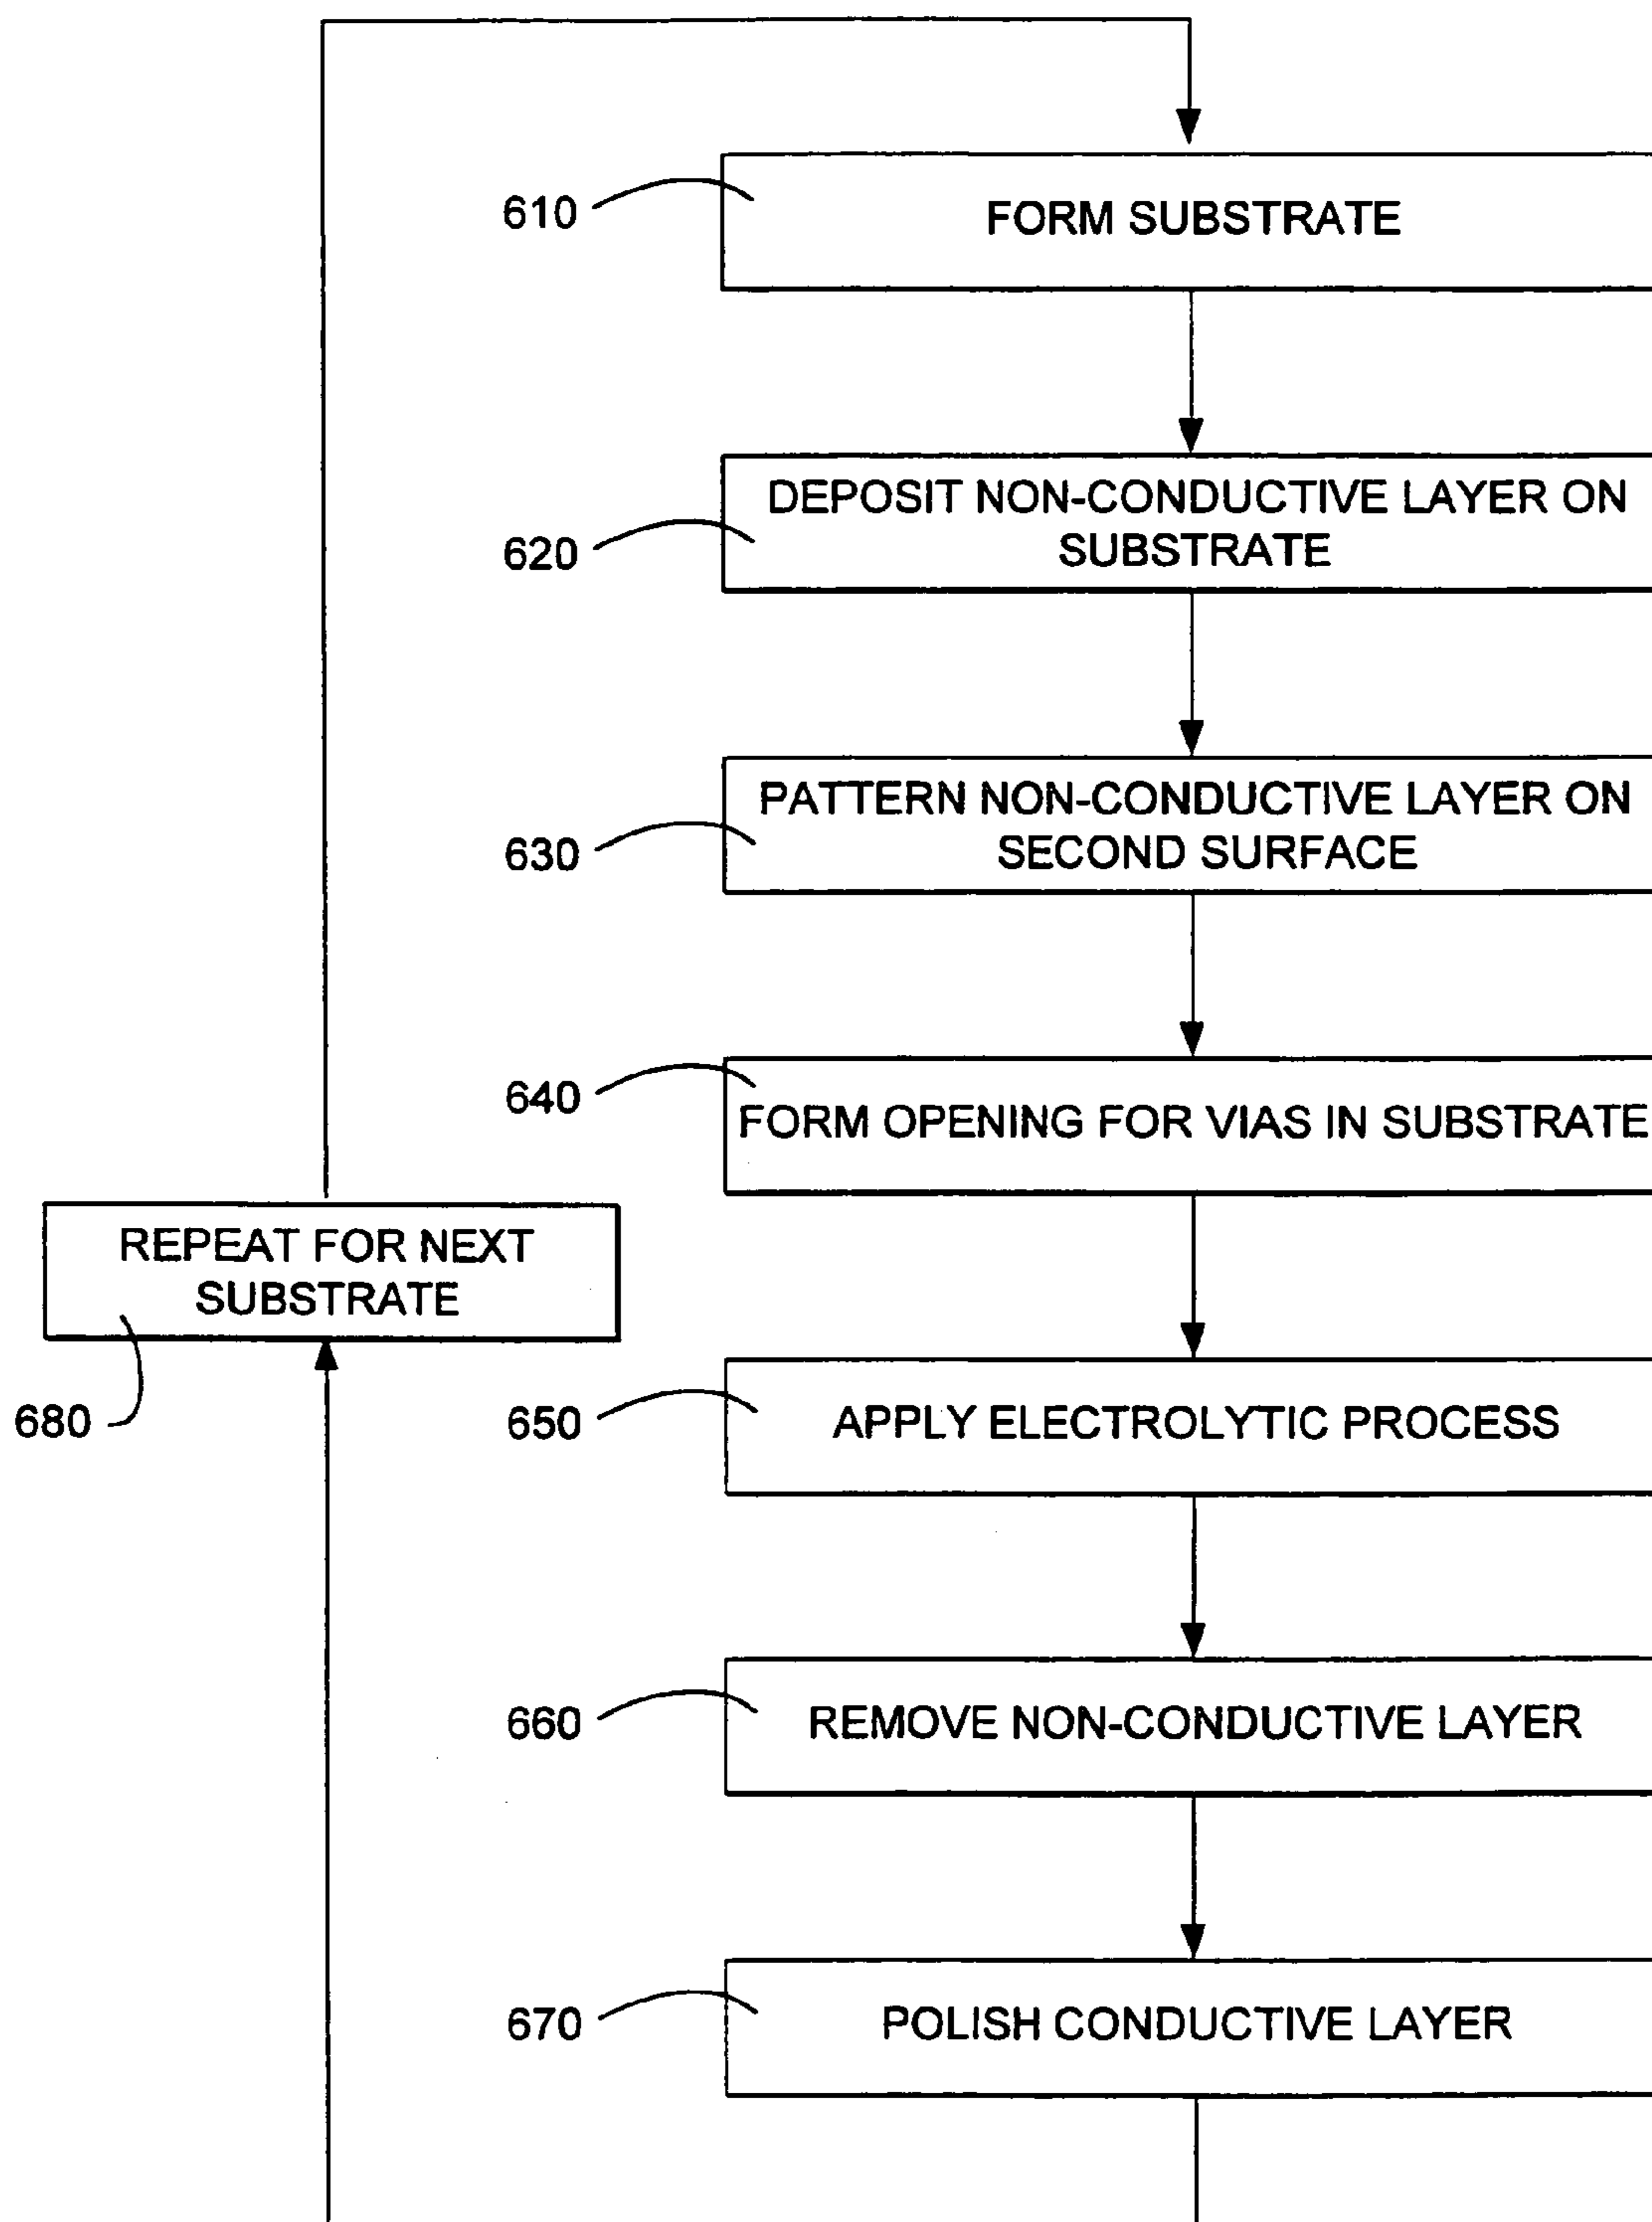 610
FORM SUBSTRATE
620
DEPOSIT NON-CONDUCTIVE LAYER ON
SUBSTRATE
630
PATTERN NON-CONDUCTIVE LAYER ON
SECOND SURFACE
640
FORM OPENING FOR VIAS IN SUBSTRATE
650
APPLY ELECTROLYTIC PROCESS
660
REMOVE NON-CONDUCTIVE LAYER
670
POLISH CONDUCTIVE LAYER
REPEAT FOR NEXT
SUBSTRATE
680